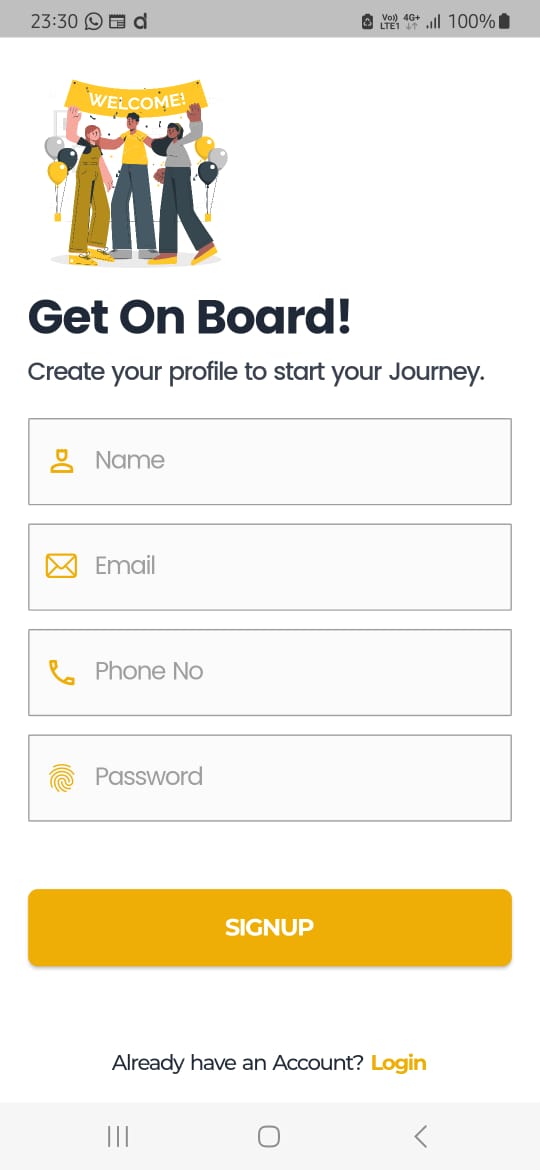 23:30 d Vo)) 4G+ LTE1 100%
WELCOME!
Get On Board!
Create your profile to start your Journey.
Name
Email
Phone No
Password
SIGNUP
Already have an Account? Login